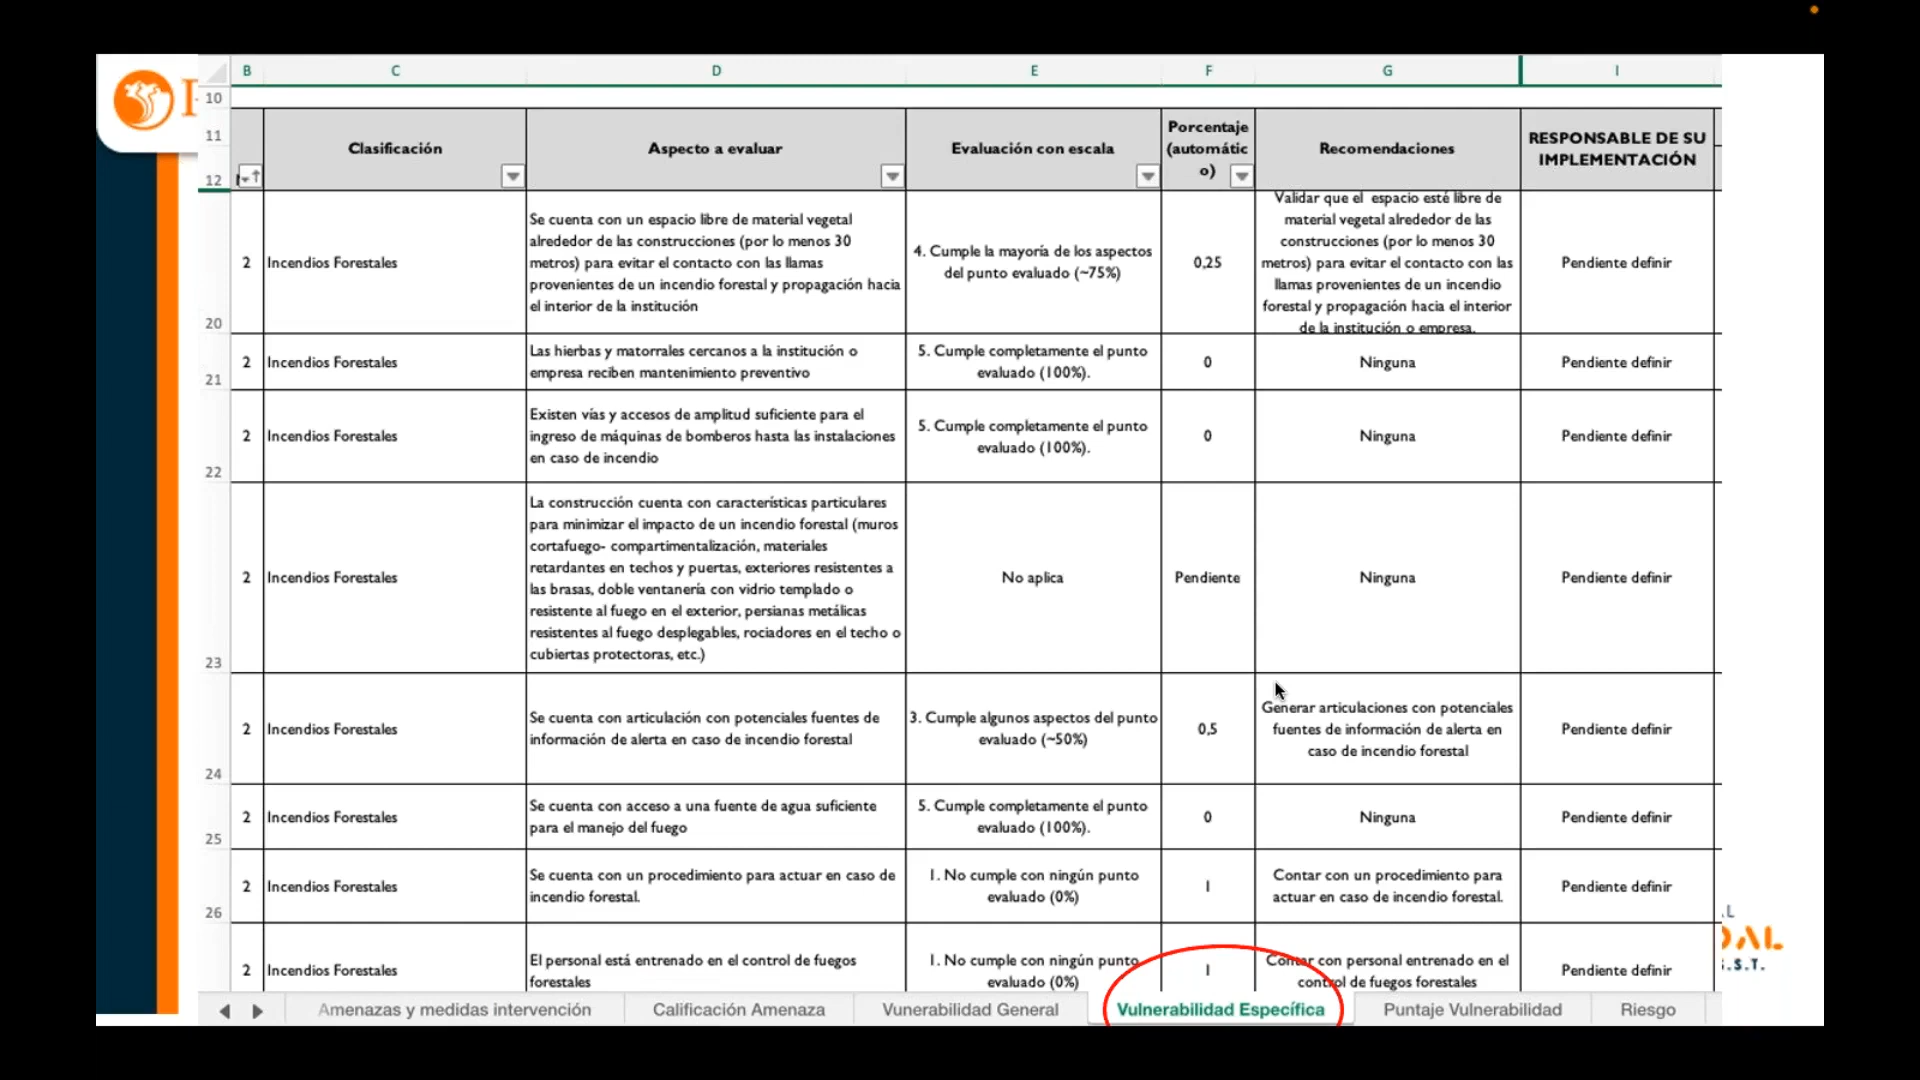 B C D E F G I
10
11
12
Clasificación
Aspecto a evaluar
Evaluación con escala
Porcentaje
(automátic
o)
Recomendaciones
RESPONSABLE DE SU
IMPLEMENTACIÓN
20
2
Incendios Forestales
Se cuenta con un espacio libre de material vegetal
alrededor de las construcciones (por lo menos 30
metros) para evitar el contacto con las llamas
provenientes de un incendio forestal y propagación hacia
el interior de la institución
4. Cumple la mayoría de los aspectos
del punto evaluado (~75%)
0,25
Validar que el espacio esté libre de
material vegetal alrededor de las
construcciones (por lo menos 30
metros) para evitar el contacto con las
llamas provenientes de un incendio
forestal y propagación hacia el interior
de la institución o empresa.
Pendiente definir
21
2
Incendios Forestales
Las hierbas y matorrales cercanos a la institución o
empresa reciben mantenimiento preventivo
5. Cumple completamente el punto
evaluado (100%).
0
Ninguna
Pendiente definir
22
2
Incendios Forestales
Existen vías y accesos de amplitud suficiente para el
ingreso de máquinas de bomberos hasta las instalaciones
en caso de incendio
5. Cumple completamente el punto
evaluado (100%).
0
Ninguna
Pendiente definir
23
2
Incendios Forestales
La construcción cuenta con características particulares
para minimizar el impacto de un incendio forestal (muros
cortafuego- compartimentalización, materiales
retardantes en techos y puertas, exteriores resistentes a
las brasas, doble ventanería con vidrio templado o
resistente al fuego en el exterior, persianas metálicas
resistentes al fuego desplegables, rociadores en el techo o
cubiertas protectoras, etc.)
No aplica
Pendiente
Ninguna
Pendiente definir
24
2
Incendios Forestales
Se cuenta con articulación con potenciales fuentes de
información de alerta en caso de incendio forestal
3. Cumple algunos aspectos del punto
evaluado (~50%)
0,5
Generar articulaciones con potenciales
fuentes de información de alerta en
caso de incendio forestal
Pendiente definir
25
2
Incendios Forestales
Se cuenta con acceso a una fuente de agua suficiente
para el manejo del fuego
5. Cumple completamente el punto
evaluado (100%).
0
Ninguna
Pendiente definir
26
2
Incendios Forestales
Se cuenta con un procedimiento para actuar en caso de
incendio forestal.
1. No cumple con ningún punto
evaluado (0%)
1
Contar con un procedimiento para
actuar en caso de incendio forestal.
Pendiente definir
2
Incendios Forestales
El personal está entrenado en el control de fuegos
forestales
1. No cumple con ningún punto
evaluado (0%)
1
Contar con personal entrenado en el
control de fuegos forestales
Pendiente definir
Amenazas y medidas intervención
Calificación Amenaza
Vunerabilidad General
Vulnerabilidad Específica
Puntaje Vulnerabilidad
Riesgo